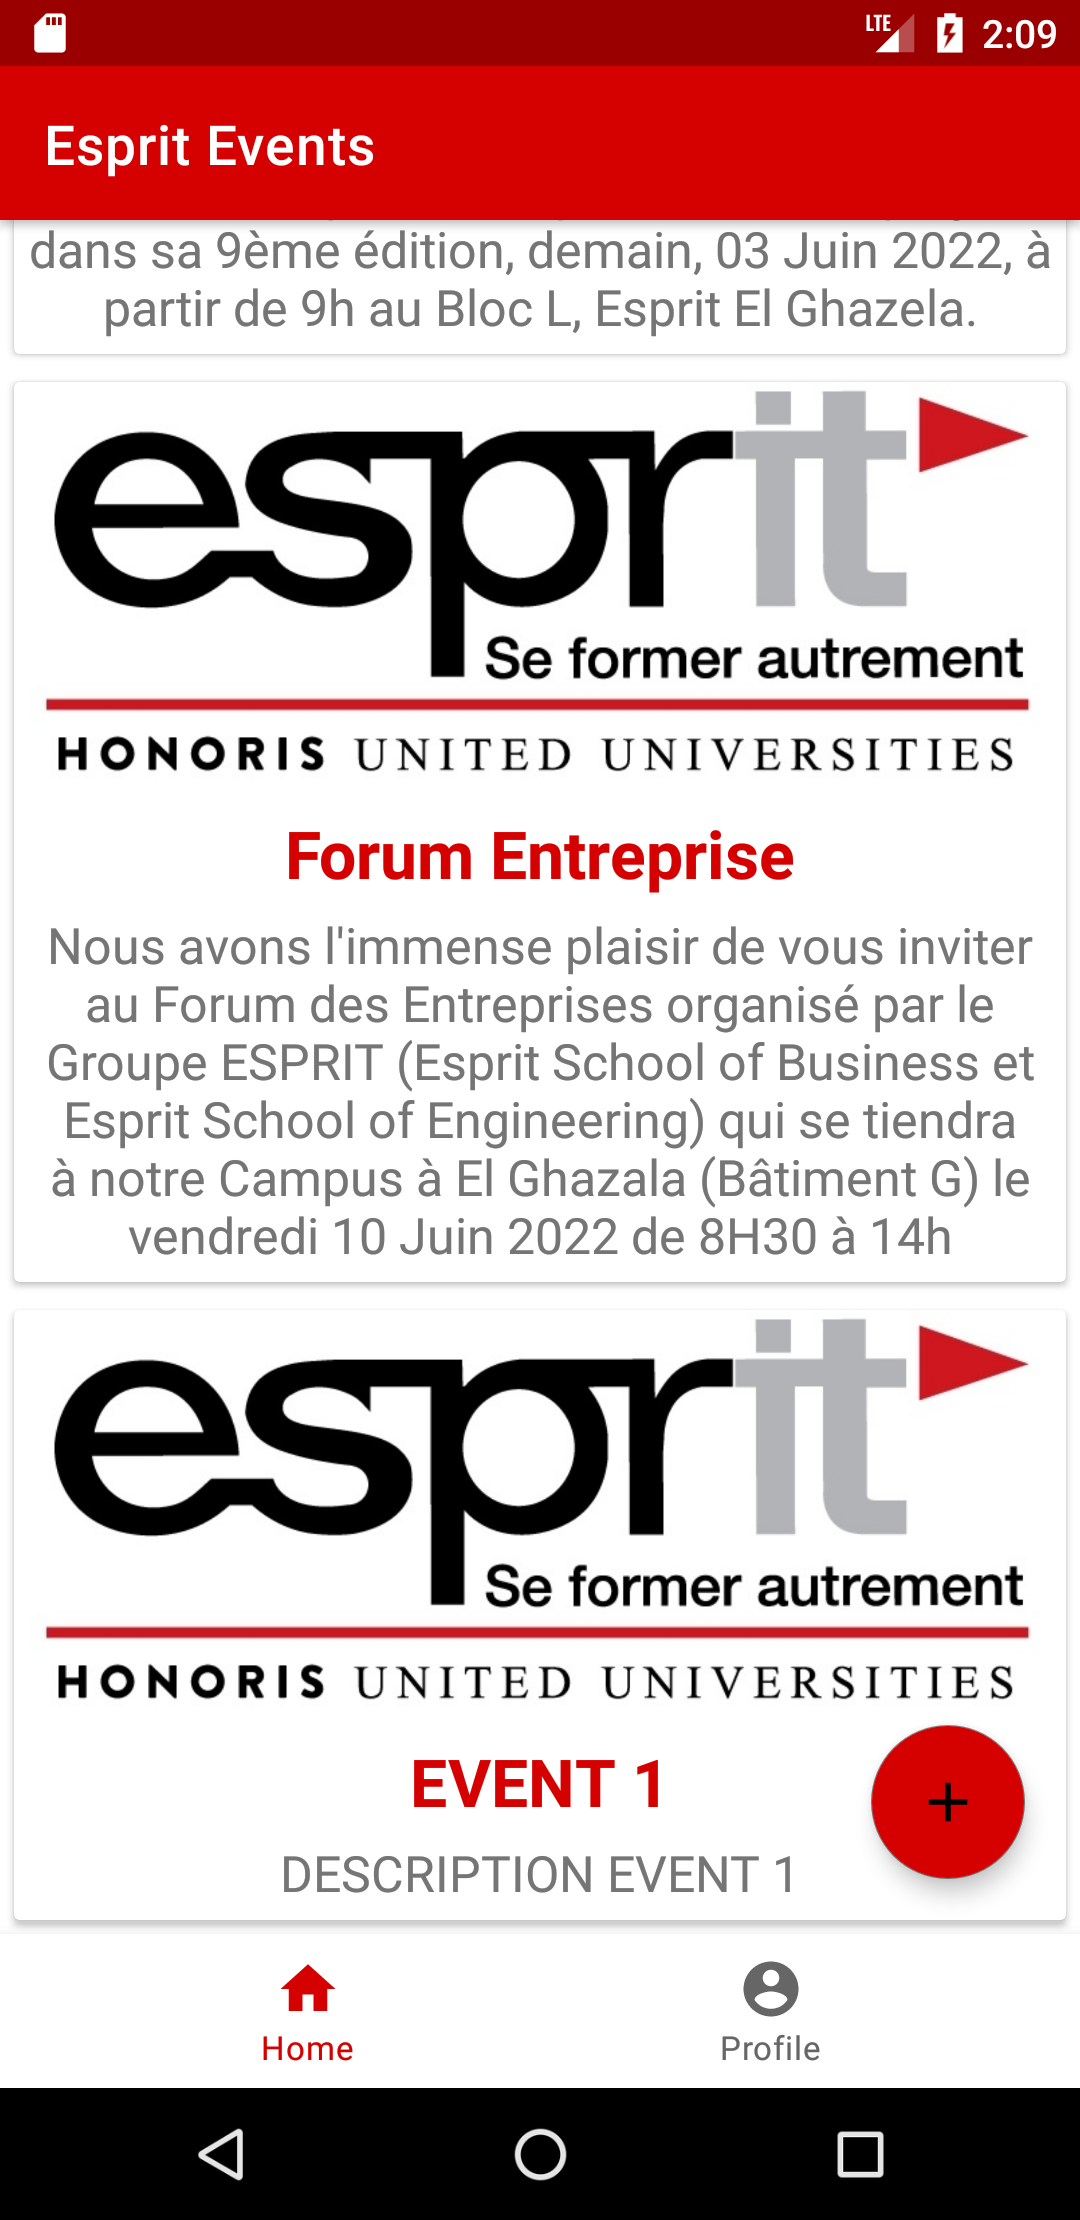 LTE 2:09
Esprit Events
dans sa 9ème édition, demain, 03 Juin 2022, à
partir de 9h au Bloc L, Esprit El Ghazela.
esprit
Se former autrement
HONORIS UNITED UNIVERSITIES
Forum Entreprise
Nous avons l'immense plaisir de vous inviter
au Forum des Entreprises organisé par le
Groupe ESPRIT (Esprit School of Business et
Esprit School of Engineering) qui se tiendra
à notre Campus à El Ghazala (Bâtiment G) le
vendredi 10 Juin 2022 de 8H30 à 14h
esprit
Se former autrement
HONORIS UNITED UNIVERSITIES
EVENT 1
DESCRIPTION EVENT 1
Home Profile